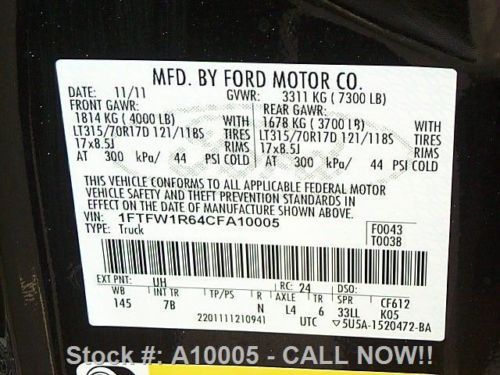 MFD. BY FORD MOTOR CO.
DATE: 11/11 GVWR: 3311 KG ( 7300 LB)
FRONT GAWR: REAR GAWR:
1814 KG ( 4000 LB) WITH 1678 KG ( 3700 LB) WITH
LT315/70R17D 121/118S TIRES LT315/70R17D 121/118S TIRES
17x8.5J RIMS 17x8.5J RIMS
AT 300 kPa/ 44 PSI COLD AT 300 kPa/ 44 PSI COLD
THIS VEHICLE CONFORMS TO ALL APPLICABLE FEDERAL MOTOR
VEHICLE SAFETY AND THEFT PREVENTION STANDARDS IN
EFFECT ON THE DATE OF MANUFACTURE SHOWN ABOVE.
VIN: 1FTFW1R64CFA10005 F0043
TYPE: Truck T0038
EXT PNT: UH RC: 24 DSO:
WB INT TR TP/PS R AXLE TR SPR CF612
145 7B N L4 6 33LL K05
2201111210941 UTC 5U5A-1520472-BA
Stock #: A10005 - CALL NOW!!